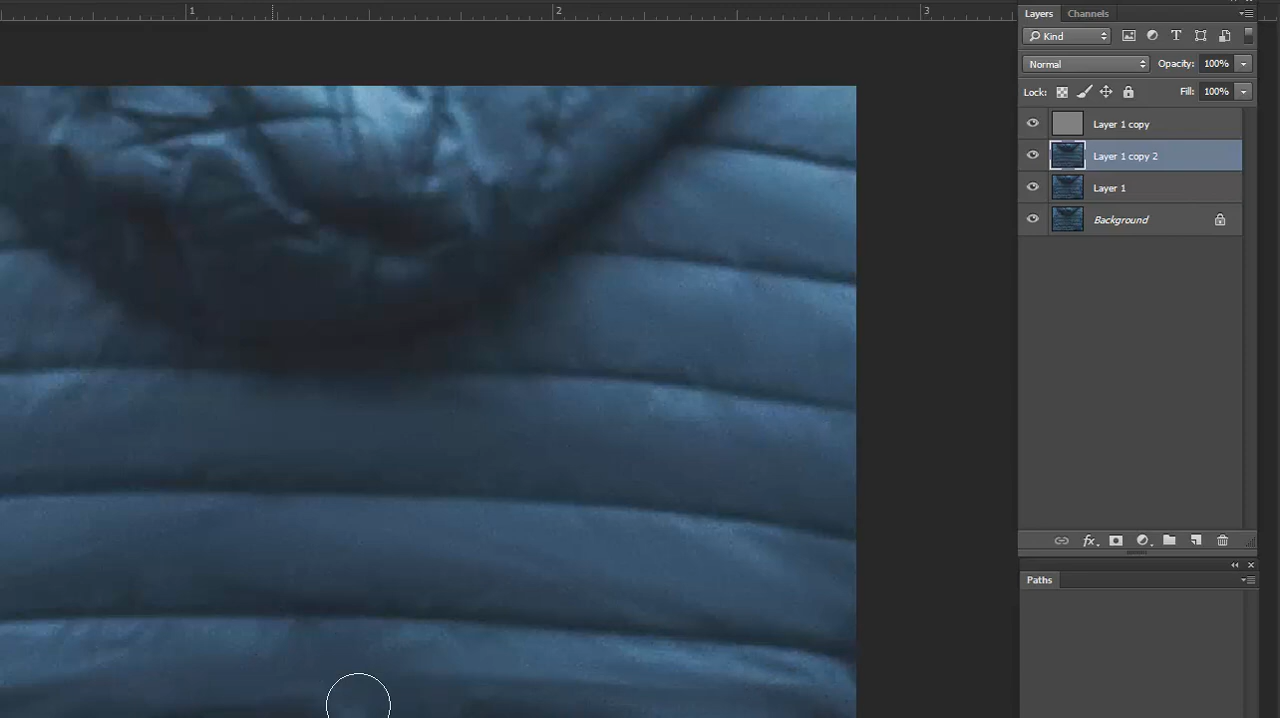 1 2 3
Layers Channels
Kind
Normal Opacity: 100%
Lock: Fill: 100%
Layer 1 copy
Layer 1 copy 2
Layer 1
Background
fx
Paths